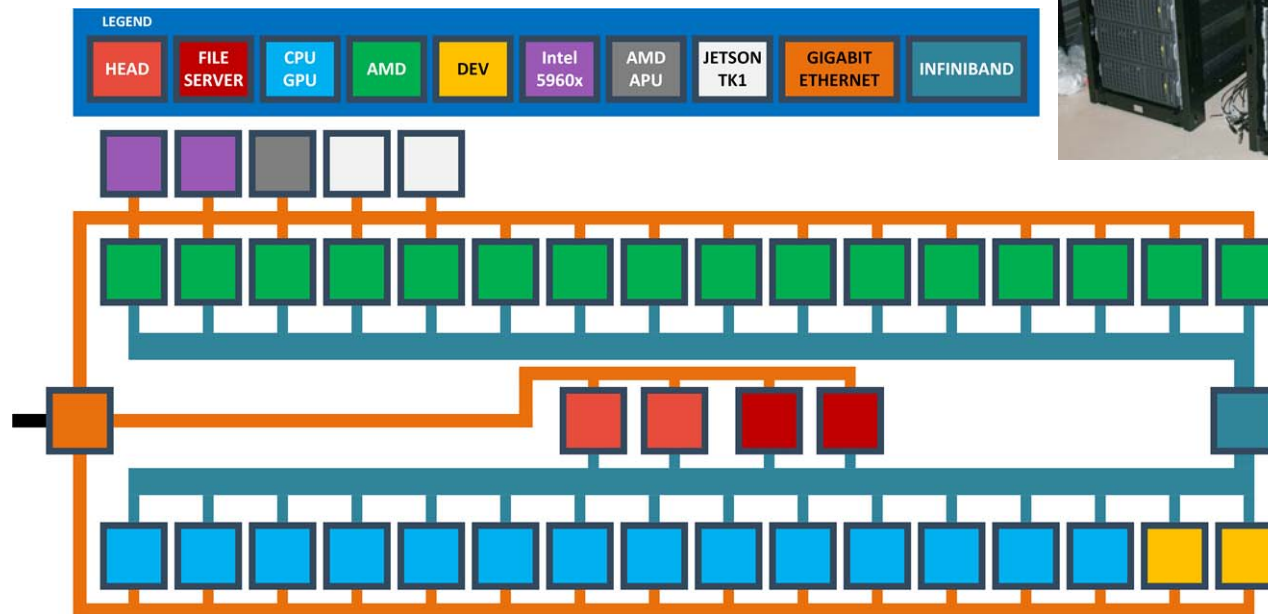 LEGEND
HEAD
FILE
SERVER
CPU
GPU
AMD
DEV
Intel
5960x
AMD
APU
JETSON
TK1
GIGABIT
ETHERNET
INFINIBAND